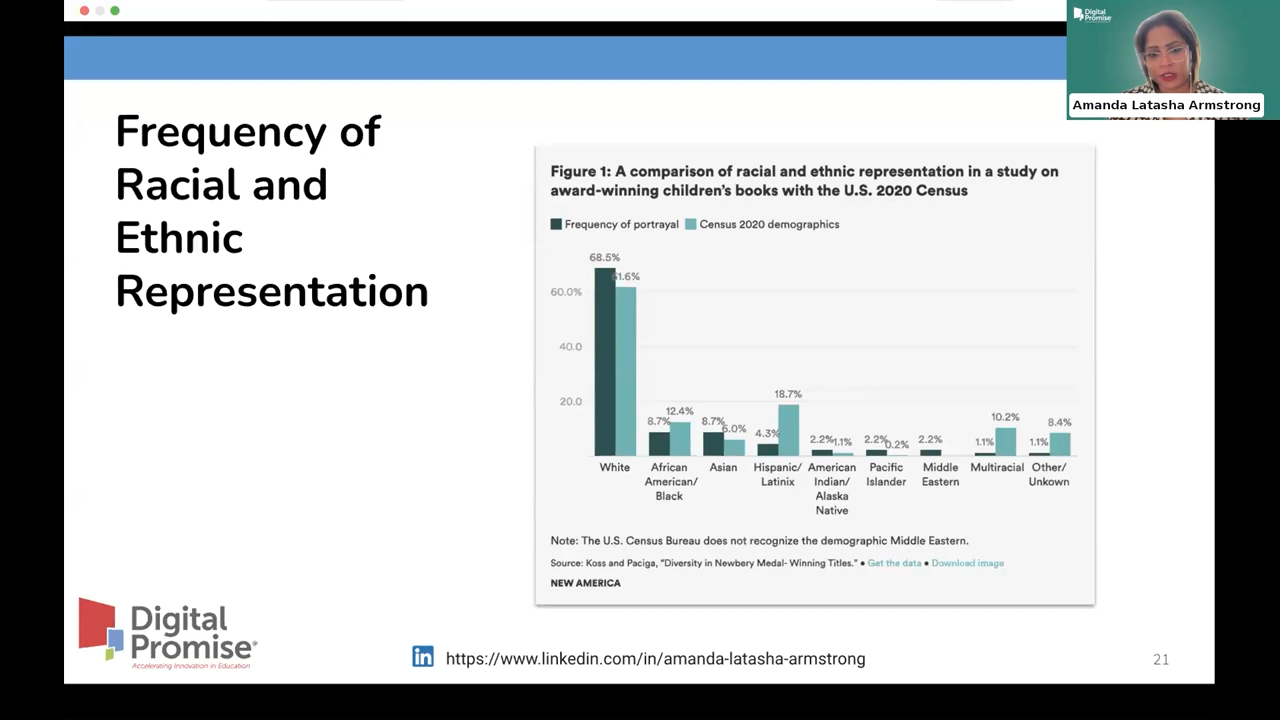 Digital
Promise
Amanda Latasha Armstrong
Frequency of
Racial and
Ethnic
Representation
Figure 1: A comparison of racial and ethnic representation in a study on
award-winning children's books with the U.S. 2020 Census
Frequency of portrayal Census 2020 demographics
68.5%
61.6%
60.0%
40.0
20.0
8.7% 12.4% 8.7% 6.0% 4.3% 18.7% 2.2% 1.1% 2.2% 0.2% 2.2% 1.1% 10.2% 1.1% 8.4%
White
African
American/
Black
Asian
Hispanic/
Latinix
American
Indian/
Alaska
Native
Pacific
Islander
Middle
Eastern
Multiracial
Other/
Unkown
Note: The U.S. Census Bureau does not recognize the demographic Middle Eastern.
Source: Koss and Paciga, "Diversity in Newbery Medal- Winning Titles." • Get the data • Download image
NEW AMERICA
Digital
Promise®
Accelerating Innovation in Education
in https://www.linkedin.com/in/amanda-latasha-armstrong
21